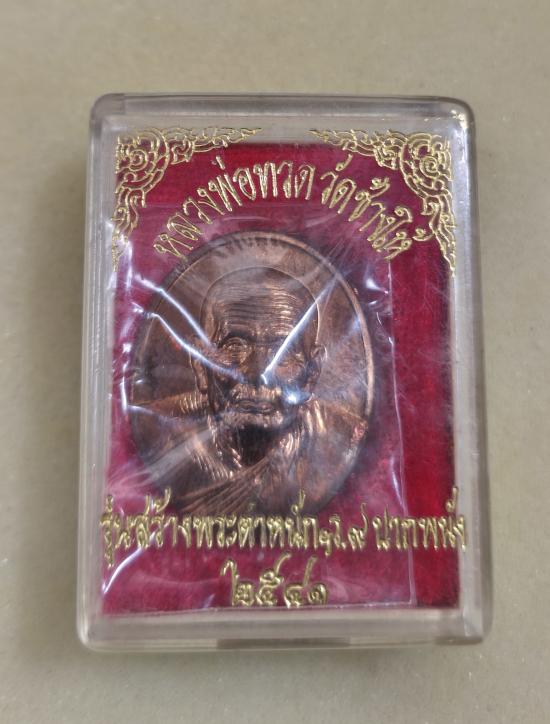 หลวงพ่อทวด วัดช้างให้
รุ่นสร้างพระตำหนัก ร.๙ ปากพนัง
๒๕๔๑